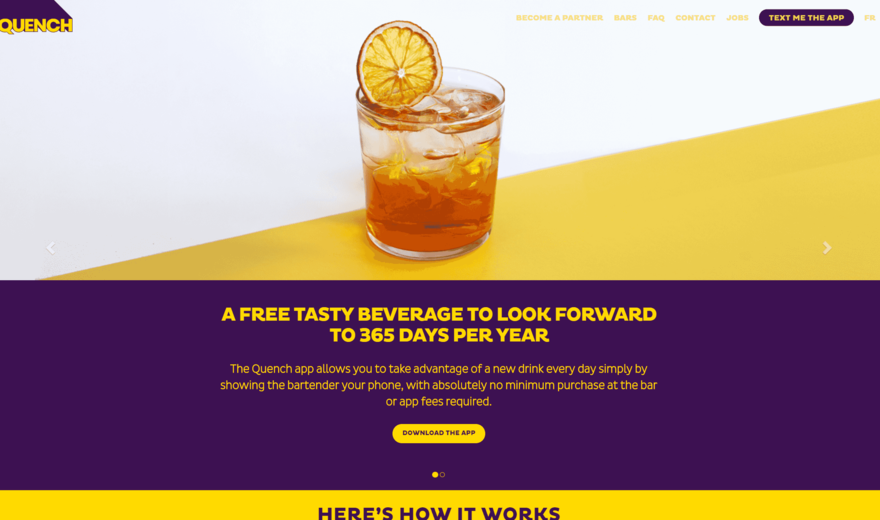 QUENCH
BECOME A PARTNER BARS FAQ CONTACT JOBS TEXT ME THE APP FR
A FREE TASTY BEVERAGE TO LOOK FORWARD
TO 365 DAYS PER YEAR
The Quench app allows you to take advantage of a new drink every day simply by
showing the bartender your phone, with absolutely no minimum purchase at the bar
or app fees required.
DOWNLOAD THE APP
HERE'S HOW IT WORKS